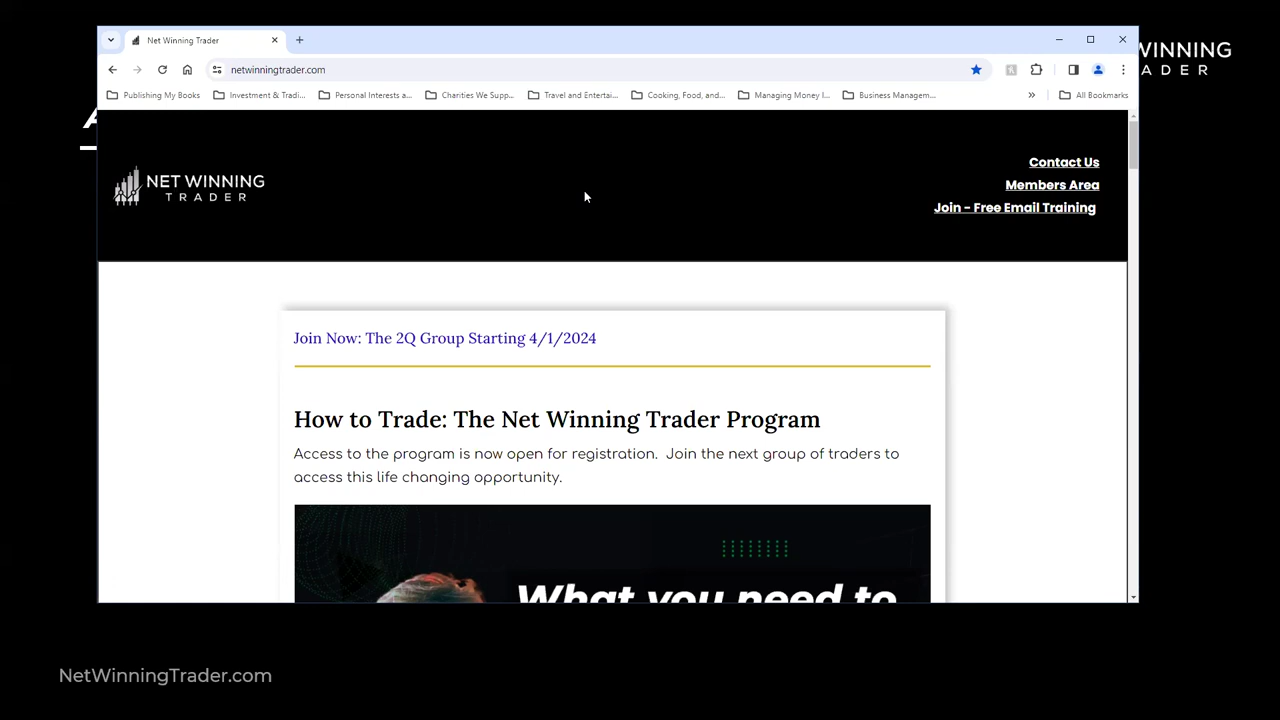 Net Winning Trader
WINNING
ADER
netwinningtrader.com
Publishing My Books
Investment & Tradi...
Personal Interests a...
Charities We Supp...
Travel and Entertai...
Cooking, Food, and...
Managing Money I...
Business Managem...
All Bookmarks
NET WINNING
TRADER
Contact Us
Members Area
Join - Free Email Training
Join Now: The 2Q Group Starting 4/1/2024
How to Trade: The Net Winning Trader Program
Access to the program is now open for registration. Join the next group of traders to
access this life changing opportunity.
What you need to
NetWinningTrader.com